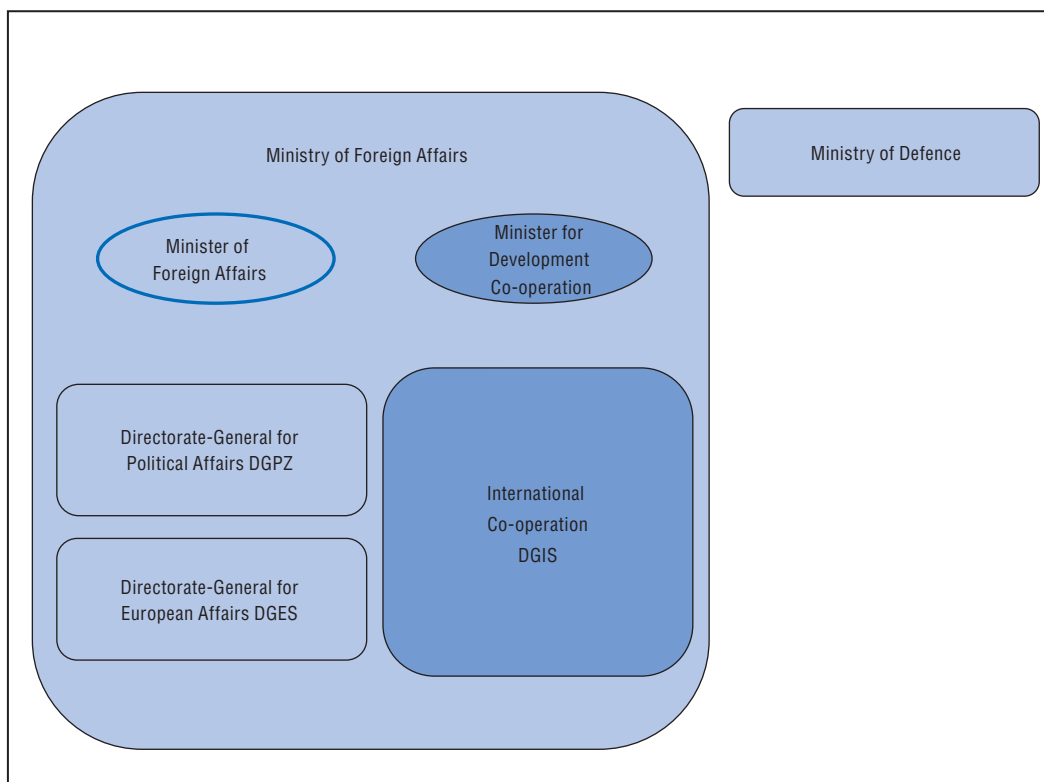 Ministry of Foreign Affairs
Ministry of Defence
Minister of
Foreign Affairs
Minister for
Development
Co-operation
Directorate-General for
Political Affairs DGPZ
International
Co-operation
DGIS
Directorate-General for
European Affairs DGES